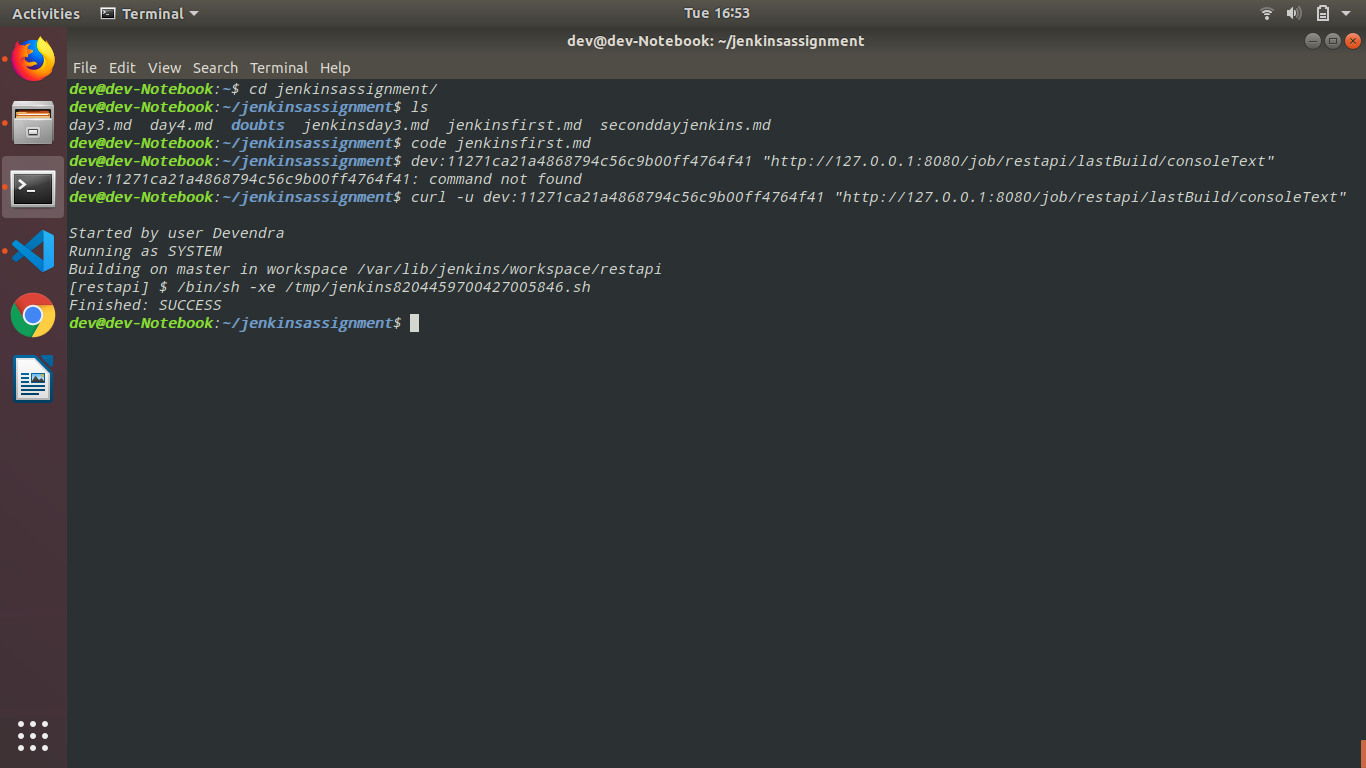 Activities Terminal Tue 16:53
dev@dev-Notebook: ~/jenkinsassignment
File Edit View Search Terminal Help
dev@dev-Notebook:~$ cd jenkinsassignment/
dev@dev-Notebook:~/jenkinsassignment$ ls
day3.md day4.md doubts jenkinsday3.md jenkinsfirst.md seconddayjenkins.md
dev@dev-Notebook:~/jenkinsassignment$ code jenkinsfirst.md
dev@dev-Notebook:~/jenkinsassignment$ dev:11271ca21a4868794c56c9b00ff4764f41 "http://127.0.0.1:8080/job/restapi/lastBuild/consoleText"
dev:11271ca21a4868794c56c9b00ff4764f41: command not found
dev@dev-Notebook:~/jenkinsassignment$ curl -u dev:11271ca21a4868794c56c9b00ff4764f41 "http://127.0.0.1:8080/job/restapi/lastBuild/consoleText"
Started by user Devendra
Running as SYSTEM
Building on master in workspace /var/lib/jenkins/workspace/restapi
[restapi] $ /bin/sh -xe /tmp/jenkins8204459700427005846.sh
Finished: SUCCESS
dev@dev-Notebook:~/jenkinsassignment$